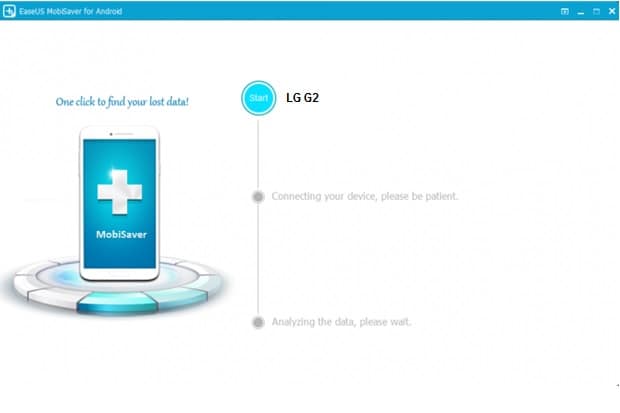 EaseUS MobiSaver for Android
One click to find your lost data!
MobiSaver
Start
LG G2
Connecting your device, please be patient.
Analyzing the data, please wait.